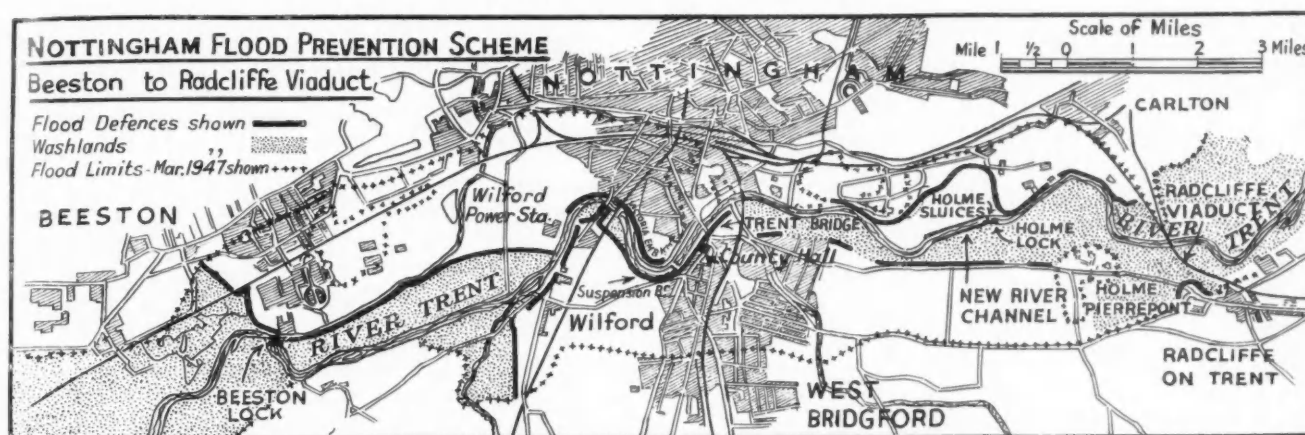 NOTTINGHAM FLOOD PREVENTION SCHEME
Beeston to Radcliffe Viaduct
Flood Defences shown
Washlands ,,
Flood Limits - Mar. 1947 shown
Scale of Miles
Mile 1 ½ 0 1 2 3 Miles
NOTTINGHAM
CARLTON
BEESTON
Wilford
Power Sta.
TRENT BRIDGE
County Hall
Suspension Br.
Wilford
HOLME
SLUICES
HOLME
LOCK
RADCLIFFE
VIADUCT
RIVER TRENT
RIVER TRENT
NEW RIVER
CHANNEL
HOLME
PIERREPONT
BEESTON
LOCK
WEST
BRIDGFORD
RADCLIFFE
ON TRENT